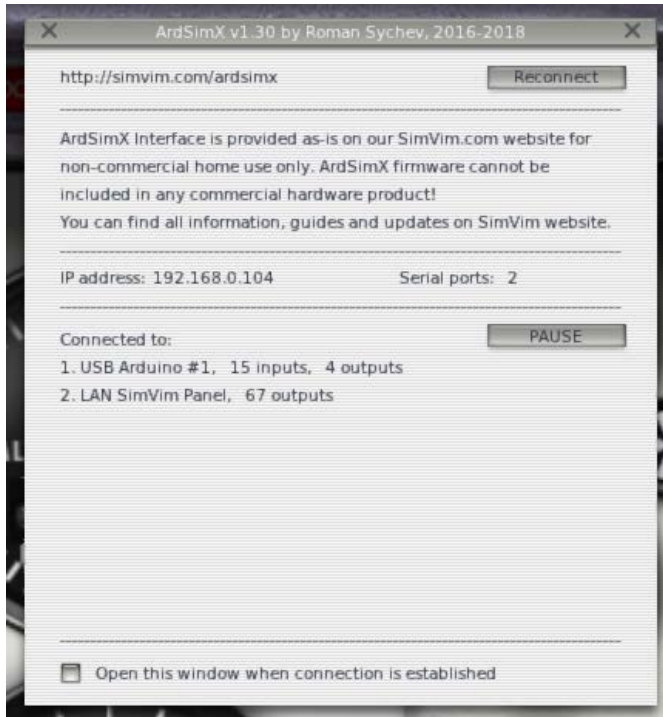 ArdSimX v1.30 by Roman Sychev, 2016-2018
http://simvim.com/ardsimx
Reconnect
ArdSimX Interface is provided as-is on our SimVim.com website for
non-commercial home use only. ArdSimX firmware cannot be
included in any commercial hardware product!
You can find all information, guides and updates on SimVim website.
IP address: 192.168.0.104 Serial ports: 2
Connected to:
PAUSE
1. USB Arduino #1, 15 inputs, 4 outputs
2. LAN SimVim Panel, 67 outputs
Open this window when connection is established